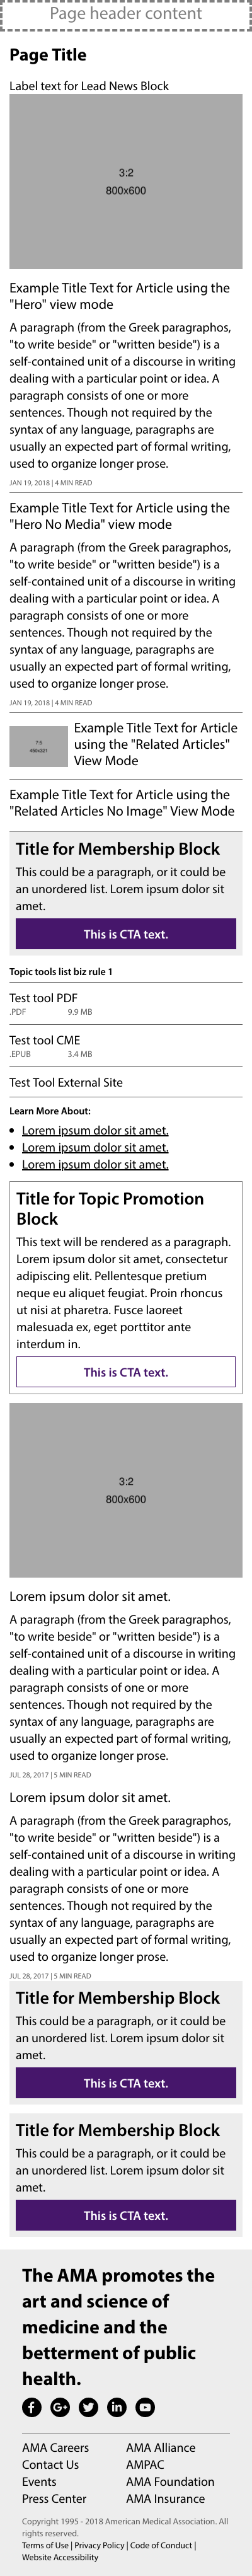 Page header content
Page Title
Label text for Lead News Block
3:2
800x600
Example Title Text for Article using the
"Hero" view mode
A paragraph (from the Greek paragraphos,
"to write beside" or "written beside") is a
self-contained unit of a discourse in writing
dealing with a particular point or idea. A
paragraph consists of one or more
sentences. Though not required by the
syntax of any language, paragraphs are
usually an expected part of formal writing,
used to organize longer prose.
JAN 19, 2018 | 4 MIN READ
Example Title Text for Article using the
"Hero No Media" view mode
A paragraph (from the Greek paragraphos,
"to write beside" or "written beside") is a
self-contained unit of a discourse in writing
dealing with a particular point or idea. A
paragraph consists of one or more
sentences. Though not required by the
syntax of any language, paragraphs are
usually an expected part of formal writing,
used to organize longer prose.
JAN 19, 2018 | 4 MIN READ
Example Title Text for Article
using the "Related Articles"
View Mode
Example Title Text for Article using the
"Related Articles No Image" View Mode
Title for Membership Block
This could be a paragraph, or it could be
an unordered list. Lorem ipsum dolor sit
amet.
This is CTA text.
Topic tools list biz rule 1
Test tool PDF
.PDF 9.9 MB
Test tool CME
.EPUB 3.4 MB
Test Tool External Site
Learn More About:
Lorem ipsum dolor sit amet.
Lorem ipsum dolor sit amet.
Lorem ipsum dolor sit amet.
Title for Topic Promotion
Block
This text will be rendered as a paragraph.
Lorem ipsum dolor sit amet, consectetur
adipiscing elit. Pellentesque pretium
neque eu aliquet feugiat. Proin rhoncus
ut nisi at pharetra. Fusce laoreet
malesuada ex, eget porttitor ante
interdum in.
This is CTA text.
3:2
800x600
Lorem ipsum dolor sit amet.
A paragraph (from the Greek paragraphos,
"to write beside" or "written beside") is a
self-contained unit of a discourse in writing
dealing with a particular point or idea. A
paragraph consists of one or more
sentences. Though not required by the
syntax of any language, paragraphs are
usually an expected part of formal writing,
used to organize longer prose.
JUL 28, 2017 | 5 MIN READ
Lorem ipsum dolor sit amet.
A paragraph (from the Greek paragraphos,
"to write beside" or "written beside") is a
self-contained unit of a discourse in writing
dealing with a particular point or idea. A
paragraph consists of one or more
sentences. Though not required by the
syntax of any language, paragraphs are
usually an expected part of formal writing,
used to organize longer prose.
JUL 28, 2017 | 5 MIN READ
Title for Membership Block
This could be a paragraph, or it could be
an unordered list. Lorem ipsum dolor sit
amet.
This is CTA text.
Title for Membership Block
This could be a paragraph, or it could be
an unordered list. Lorem ipsum dolor sit
amet.
This is CTA text.
The AMA promotes the
art and science of
medicine and the
betterment of public
health.
AMA Careers AMA Alliance
Contact Us AMPAC
Events AMA Foundation
Press Center AMA Insurance
Copyright 1995 - 2018 American Medical Association. All
rights reserved.
Terms of Use | Privacy Policy | Code of Conduct |
Website Accessibility